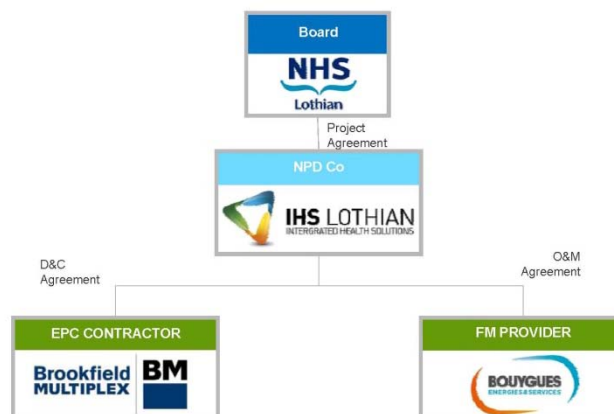 Board
NHS
Lothian
Project
Agreement
NPD Co
IHS LOTHIAN
INTERGRATED HEALTH SOLUTIONS
D&C
Agreement
O&M
Agreement
EPC CONTRACTOR
FM PROVIDER
Brookfield
MULTIPLEX
BM
BOUYGUES
ENERGIES & SERVICES